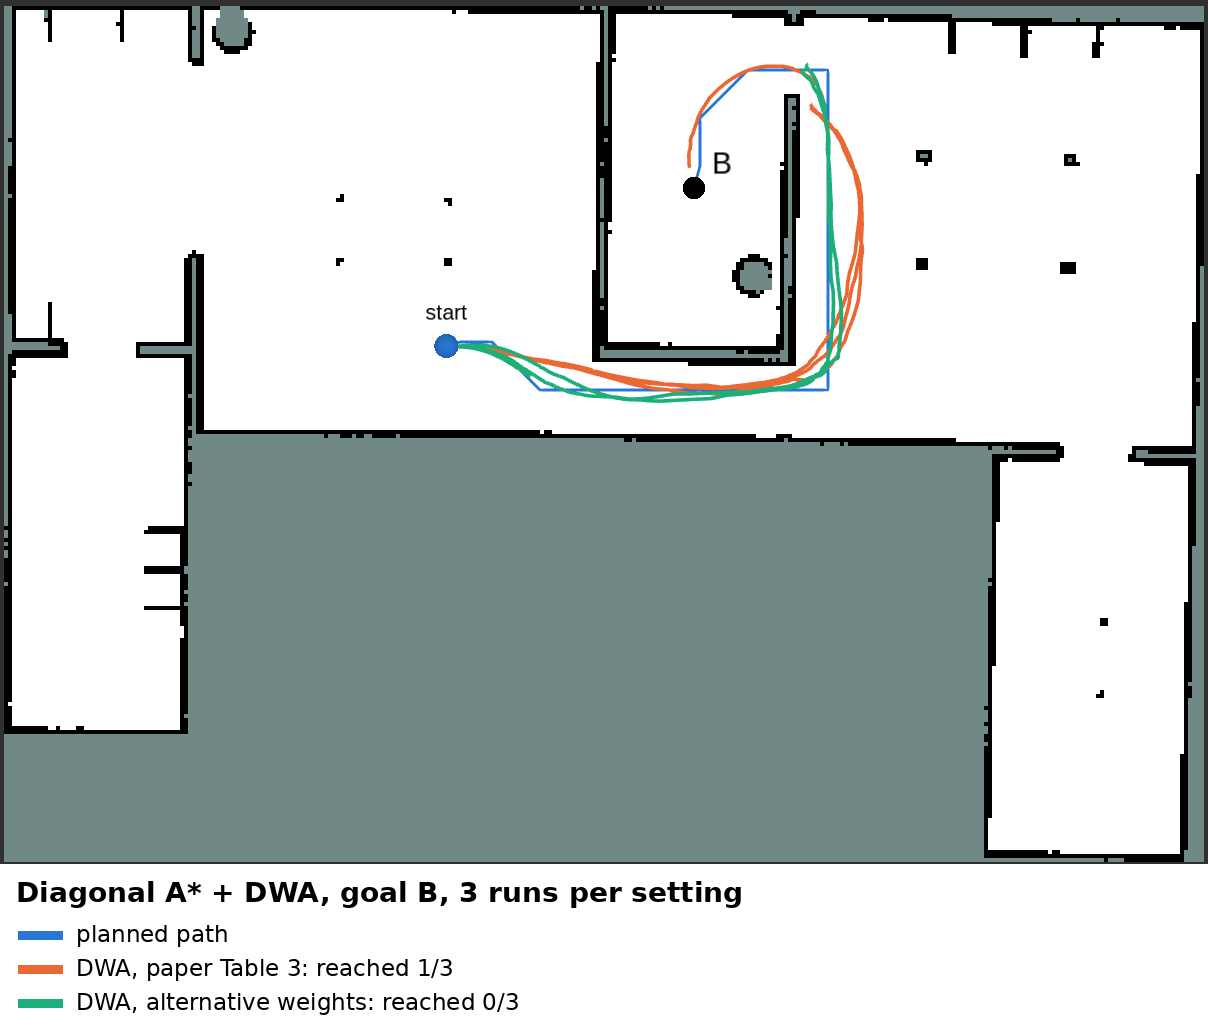 B
start
Diagonal A* + DWA, goal B, 3 runs per setting
planned path
DWA, paper Table 3: reached 1/3
DWA, alternative weights: reached 0/3